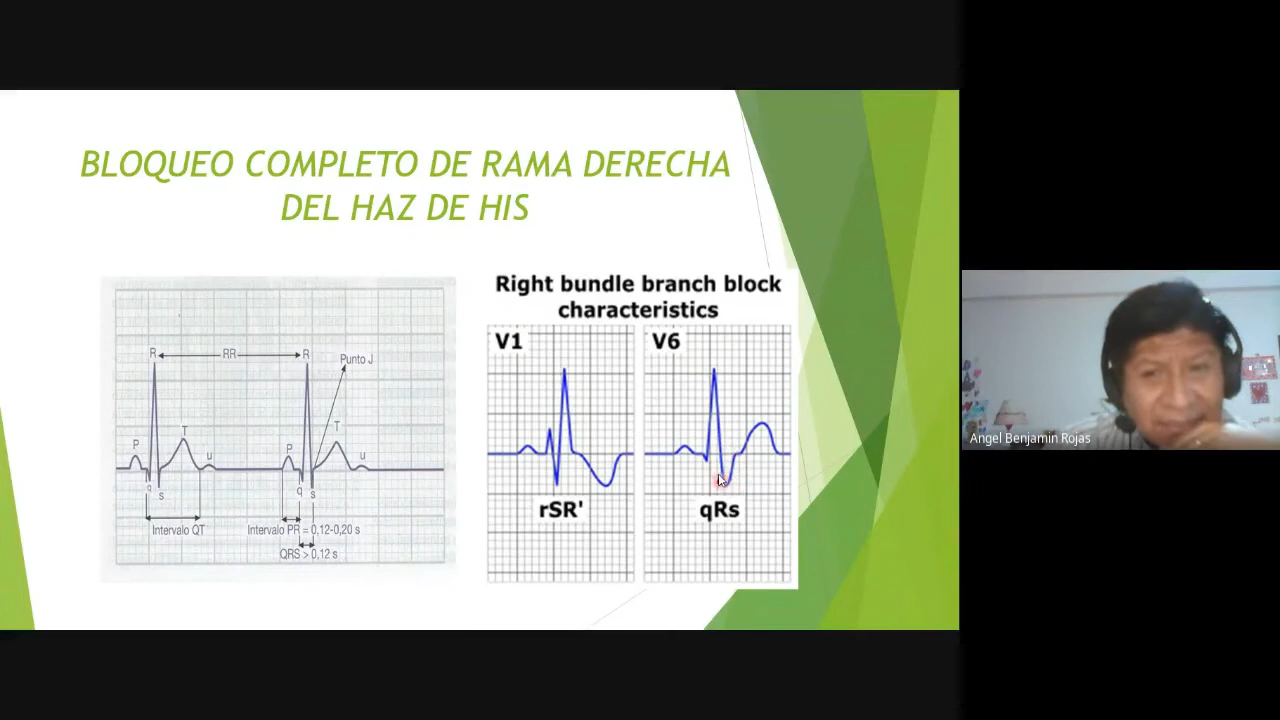 BLOQUEO COMPLETO DE RAMA DERECHA
DEL HAZ DE HIS
R
RR
R
Punto J
P
T
u
q
s
P
T
u
q
s
Intervalo QT
Intervalo PR = 0,12-0,20 s
QRS > 0,12 s
Right bundle branch block
characteristics
V1
V6
rSR'
qRs
Angel Benjamin Rojas